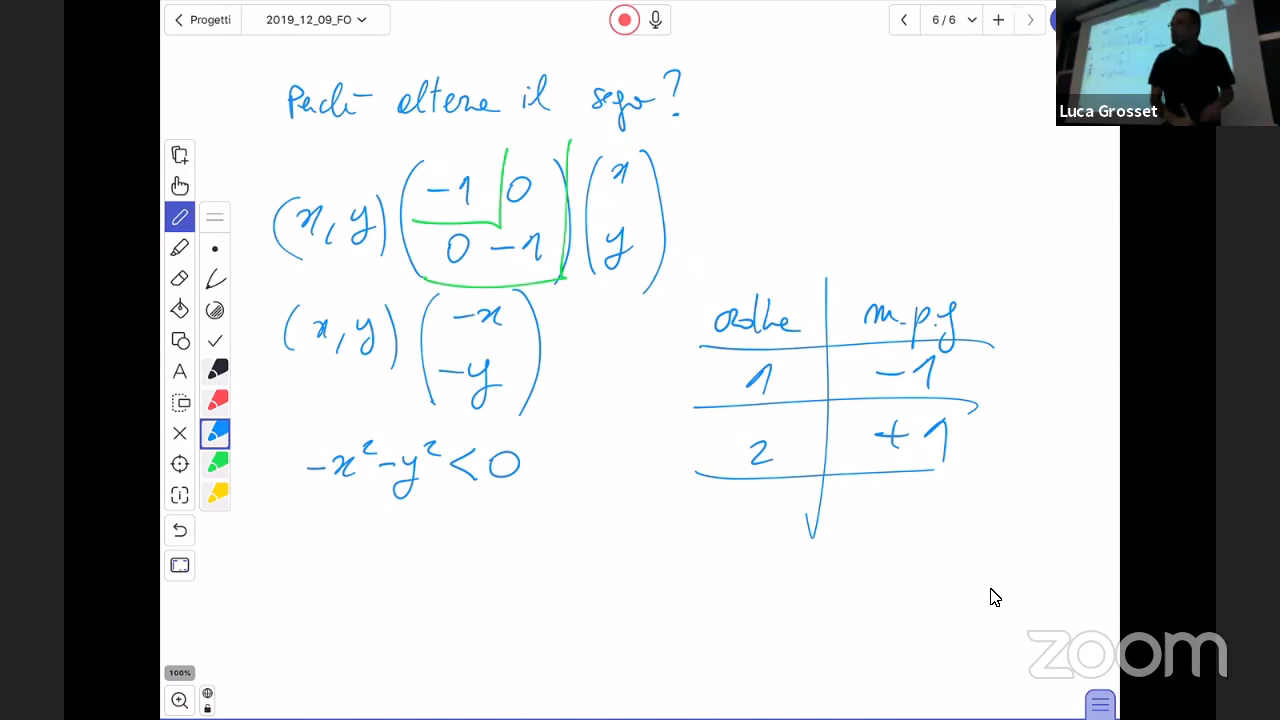 Progetti
2019_12_09_FO
6/6
Luca Grosset
Perché alterna il segno?
(x, y) ( -1 0 ) ( x )
( 0 -1 ) ( y )
(x, y) ( -x )
( -y )
-x² -y² < 0
ordine m.p.g
1 -1
2 +1
A
100%
zoom